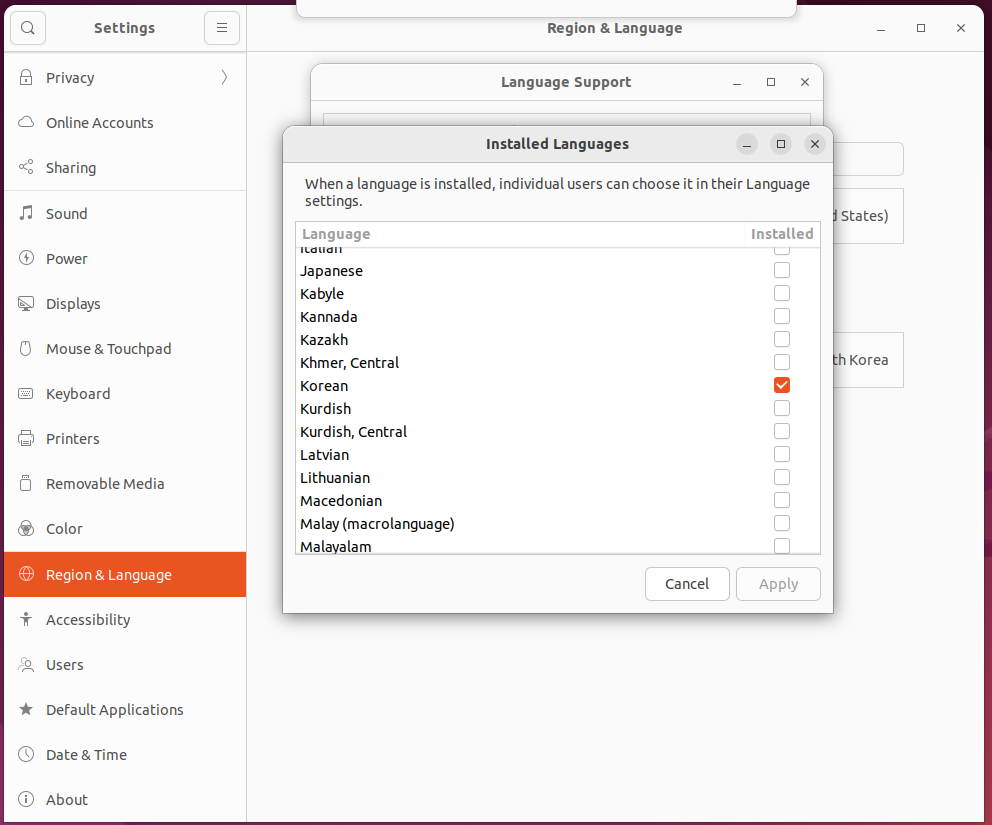 Settings
Region & Language
Privacy
Online Accounts
Sharing
Sound
Power
Displays
Mouse & Touchpad
Keyboard
Printers
Removable Media
Color
Region & Language
Accessibility
Users
Default Applications
Date & Time
About
Language Support
Installed Languages
When a language is installed, individual users can choose it in their Language
settings.
Language Installed
Italian
Japanese
Kabyle
Kannada
Kazakh
Khmer, Central
Korean
Kurdish
Kurdish, Central
Latvian
Lithuanian
Macedonian
Malay (macrolanguage)
Malayalam
Cancel Apply
d States)
th Korea